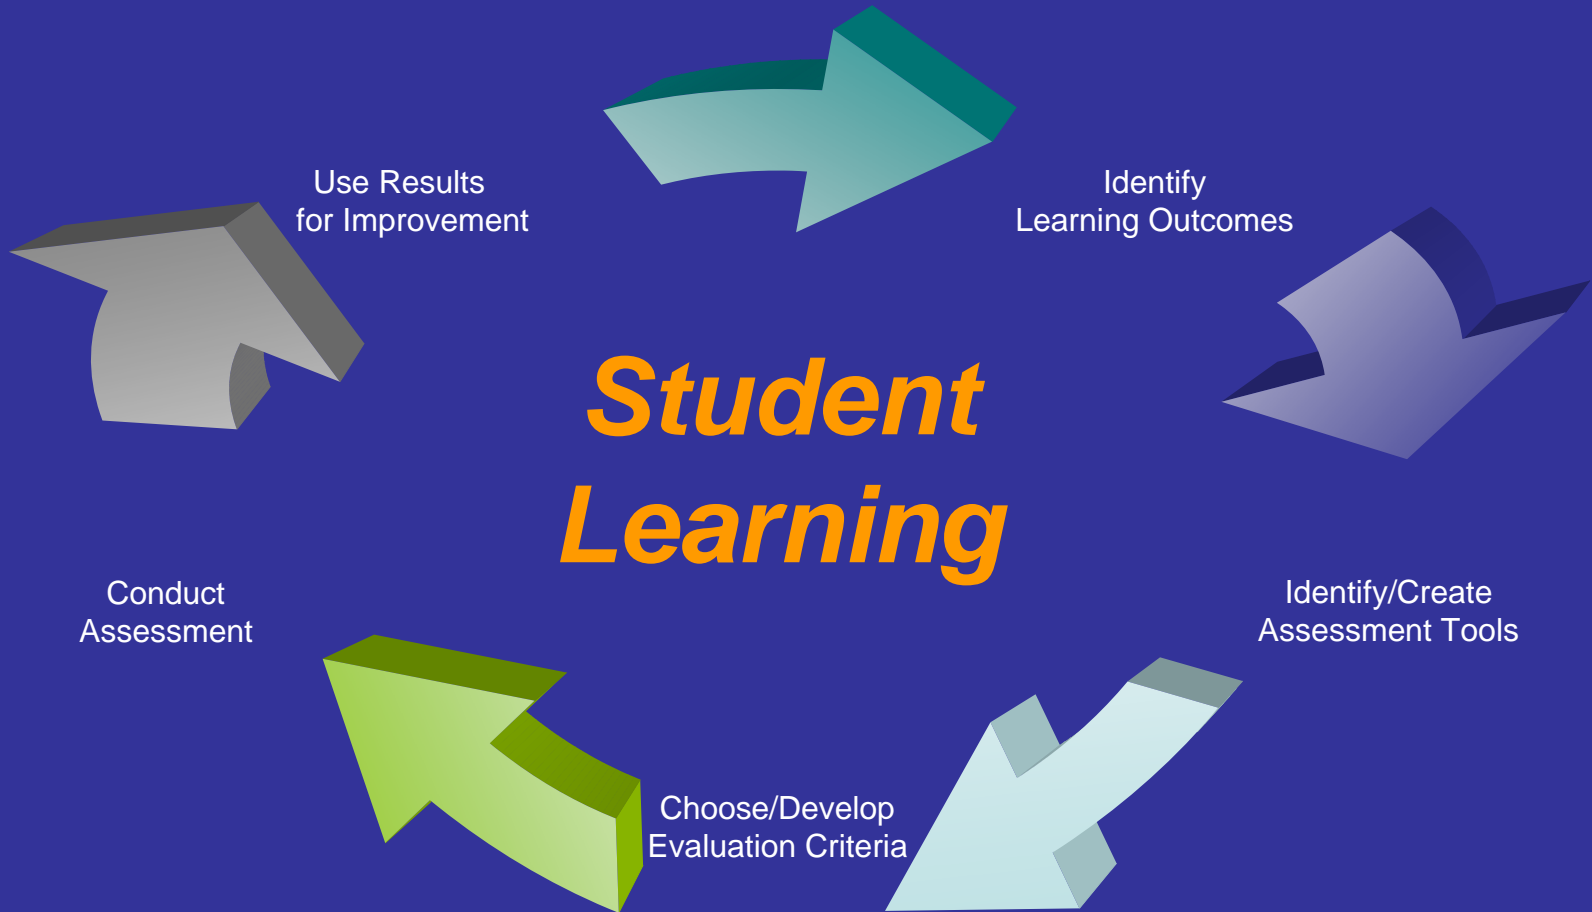 Use Results
for Improvement
Identify
Learning Outcomes
Student
Learning
Conduct
Assessment
Identify/Create
Assessment Tools
Choose/Develop
Evaluation Criteria